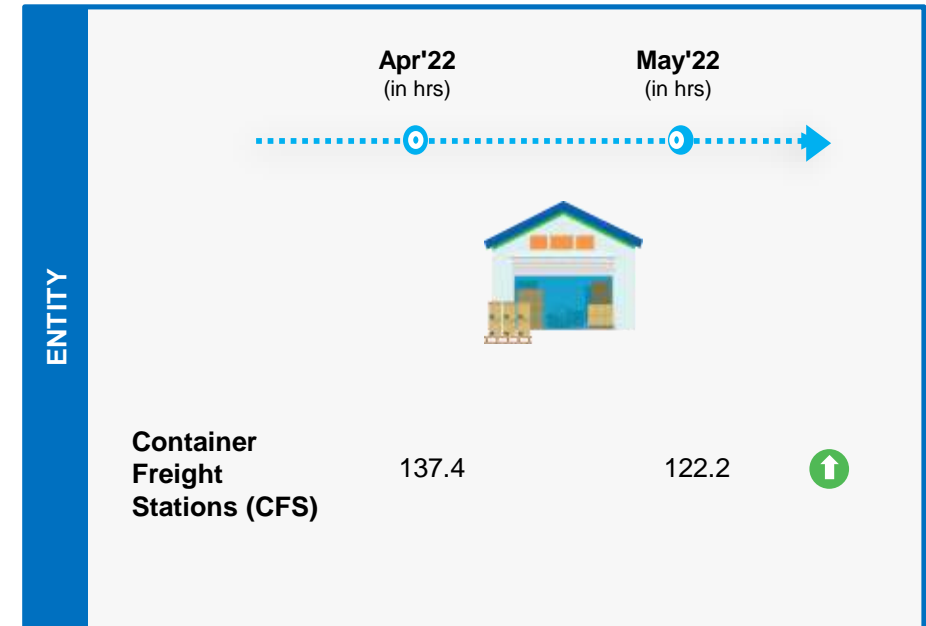 ENTITY
Apr'22
(in hrs)
May'22
(in hrs)
Container
Freight
Stations (CFS)
137.4
122.2